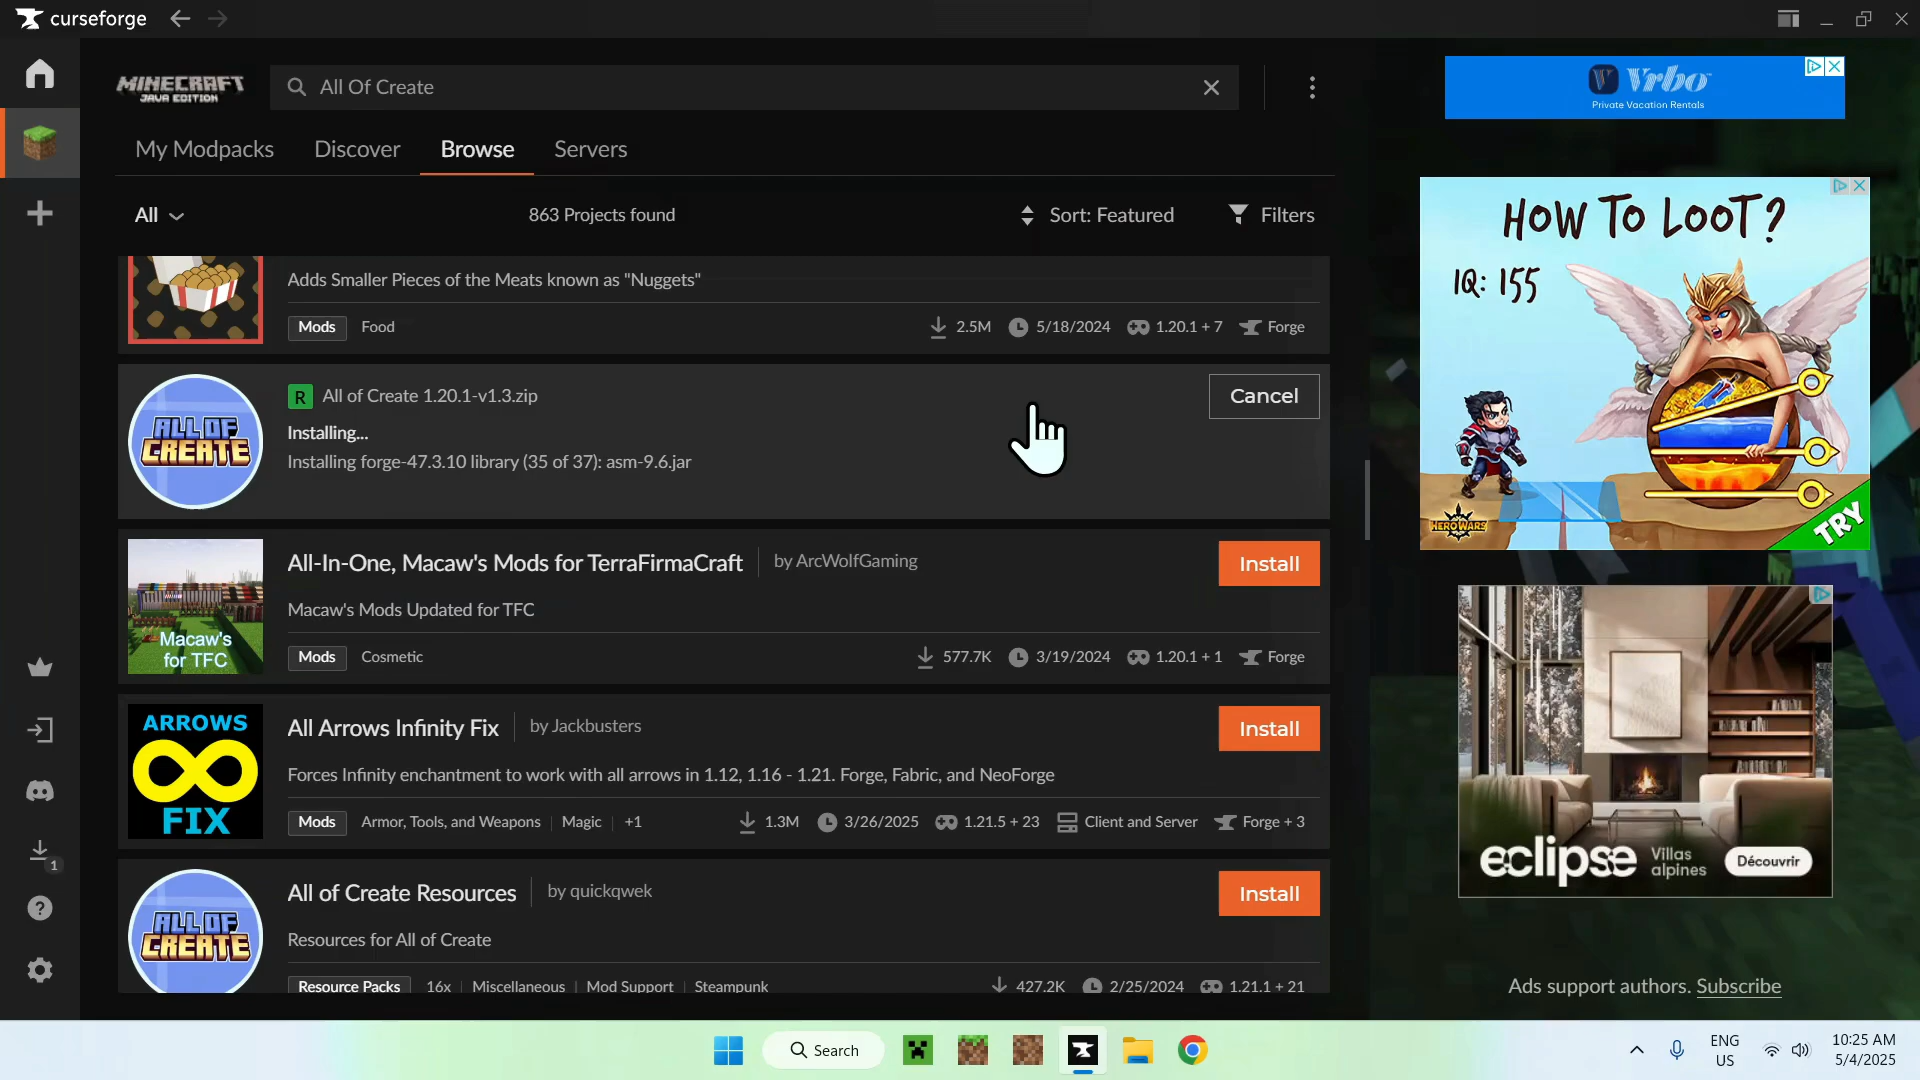 curseforge
MINECRAFT
JAVA EDITION
All Of Create
My Modpacks
Discover
Browse
Servers
All
863 Projects found
Sort: Featured
Filters
Adds Smaller Pieces of the Meats known as "Nuggets"
Mods
Food
2.5M
5/18/2024
1.20.1 + 7
Forge
ALL OF
CREATE
R
All of Create 1.20.1-v1.3.zip
Cancel
Installing...
Installing forge-47.3.10 library (35 of 37): asm-9.6.jar
Macaw's
for TFC
All-In-One, Macaw's Mods for TerraFirmaCraft
by ArcWolfGaming
Install
Macaw's Mods Updated for TFC
Mods
Cosmetic
577.7K
3/19/2024
1.20.1 + 1
Forge
ARROWS
FIX
All Arrows Infinity Fix
by Jackbusters
Install
Forces Infinity enchantment to work with all arrows in 1.12, 1.16 - 1.21. Forge, Fabric, and NeoForge
Mods
Armor, Tools, and Weapons
Magic
+1
1.3M
3/26/2025
1.21.5 + 23
Client and Server
Forge + 3
ALL OF
CREATE
All of Create Resources
by quickqwek
Install
Resources for All of Create
Resource Packs
16x
Miscellaneous
Mod Support
Steampunk
427.2K
2/25/2024
1.21.1 + 21
1
Vrbo
Private Vacation Rentals
HOW TO LOOT?
IQ: 155
HERO WARS
TRY
eclipse
Villas
alpines
Découvrir
Ads support authors. Subscribe
Search
ENG
US
10:25 AM
5/4/2025